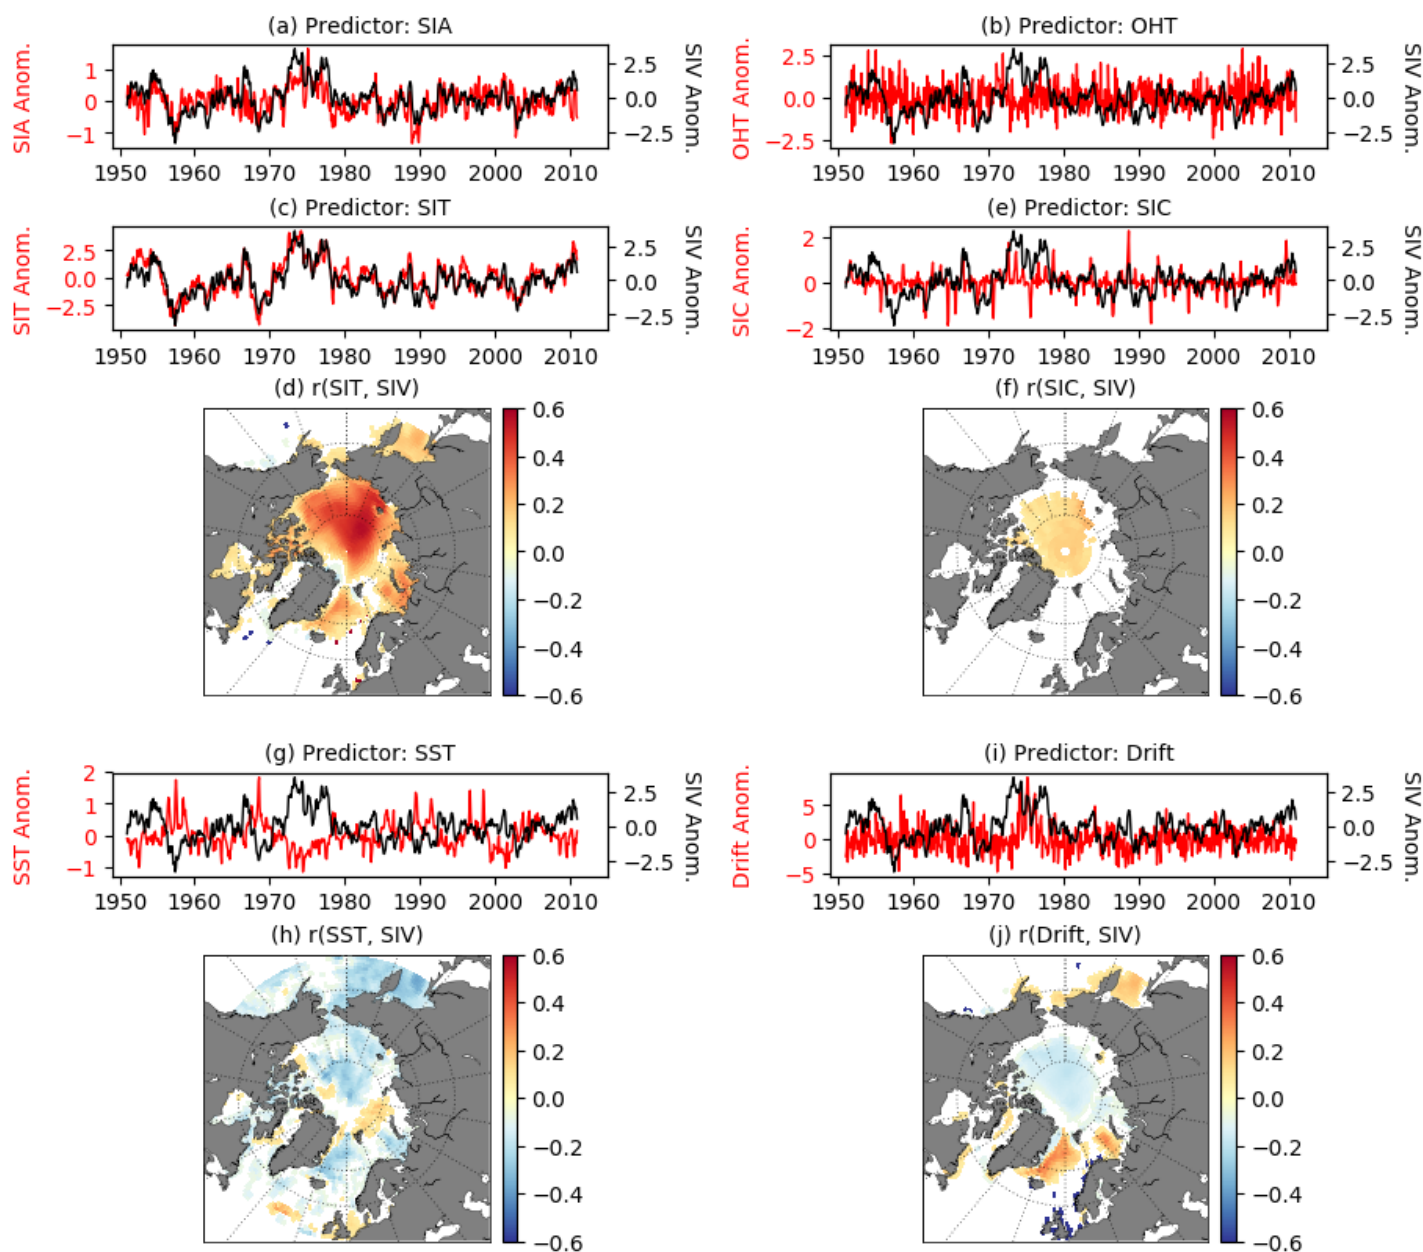 (a) Predictor: SIA
SIA Anom.
1
0
−1
2.5
0.0
−2.5
SIV Anom.
1950 1960 1970 1980 1990 2000 2010
(b) Predictor: OHT
OHT Anom.
2.5
0.0
−2.5
2.5
0.0
−2.5
SIV Anom.
1950 1960 1970 1980 1990 2000 2010
(c) Predictor: SIT
SIT Anom.
2.5
0.0
−2.5
2.5
0.0
−2.5
SIV Anom.
1950 1960 1970 1980 1990 2000 2010
(e) Predictor: SIC
SIC Anom.
2
0
−2
2.5
0.0
−2.5
SIV Anom.
1950 1960 1970 1980 1990 2000 2010
(d) r(SIT, SIV)
0.6
0.4
0.2
0.0
−0.2
−0.4
−0.6
(f) r(SIC, SIV)
0.6
0.4
0.2
0.0
−0.2
−0.4
−0.6
(g) Predictor: SST
SST Anom.
2
1
0
−1
2.5
0.0
−2.5
SIV Anom.
1950 1960 1970 1980 1990 2000 2010
(i) Predictor: Drift
Drift Anom.
5
0
−5
2.5
0.0
−2.5
SIV Anom.
1950 1960 1970 1980 1990 2000 2010
(h) r(SST, SIV)
0.6
0.4
0.2
0.0
−0.2
−0.4
−0.6
(j) r(Drift, SIV)
0.6
0.4
0.2
0.0
−0.2
−0.4
−0.6